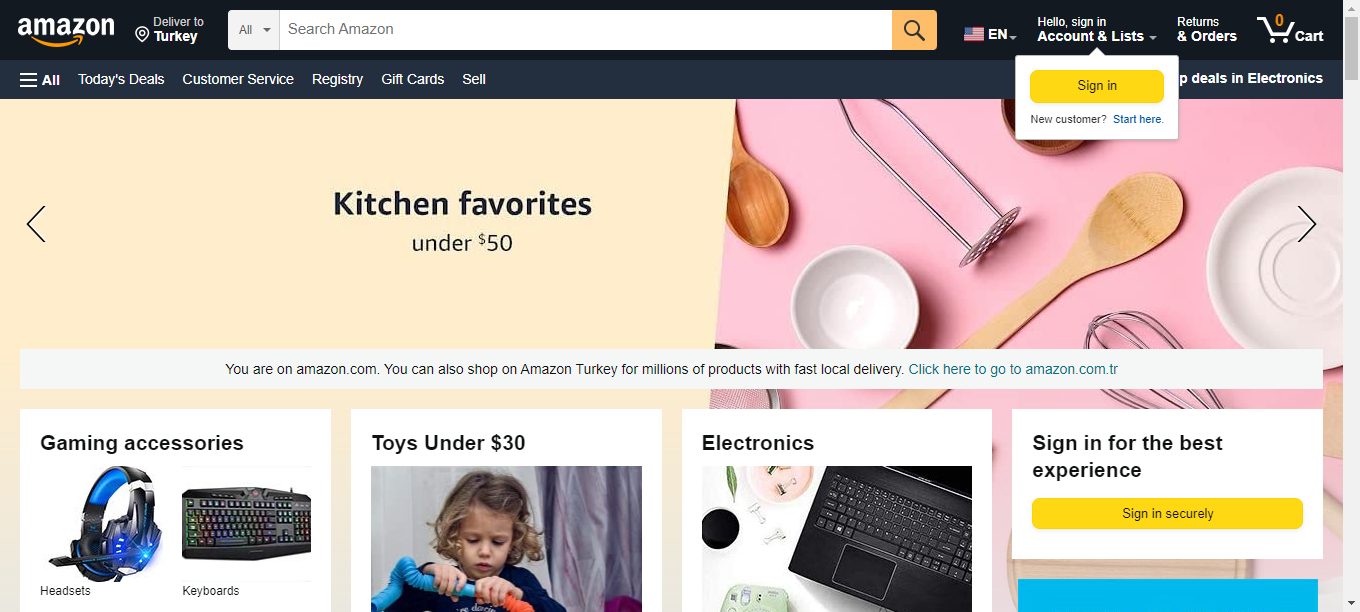 amazon
Deliver to
Turkey
All
Search Amazon
EN
Hello, sign in
Account & Lists
Returns
& Orders
0
Cart
All
Today's Deals
Customer Service
Registry
Gift Cards
Sell
deals in Electronics
Sign in
New customer? Start here.
Kitchen favorites
under $50
You are on amazon.com. You can also shop on Amazon Turkey for millions of products with fast local delivery. Click here to go to amazon.com.tr
Gaming accessories
Headsets
Keyboards
Toys Under $30
Electronics
Sign in for the best
experience
Sign in securely